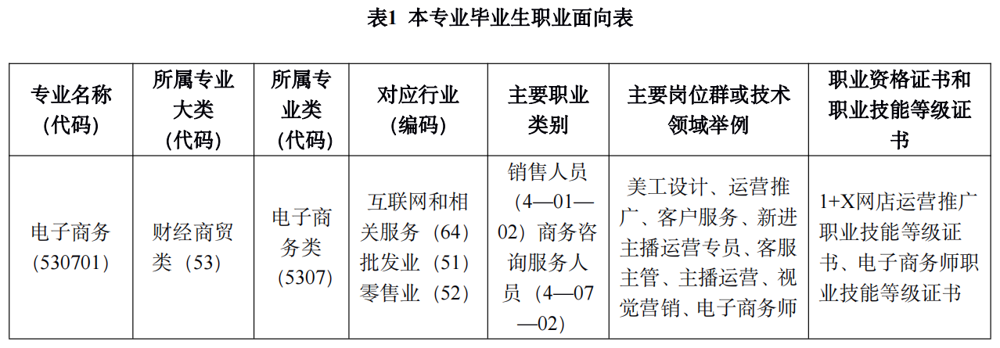 表1 本专业毕业生职业面向表
专业名称
（代码）
所属专业
大类
（代码）
所属专
业类
（代码）
对应行业
（编码）
主要职业
类别
主要岗位群或技术
领域举例
职业资格证书和
职业技能等级证
书
电子商务
(530701)
财经商贸
类（53）
电子商
务类
（5307)
互联网和相
关服务（64）
批发业（51）
零售业（52）
销售人员
（4—01—
02）商务咨
询服务人
员（4—07
—02）
美工设计、运营推
广、客户服务、新进
主播运营专员、客服
主管、主播运营、视
觉营销、电子商务师
1+X网店运营推广
职业技能等级证
书、电子商务师职
业技能等级证书